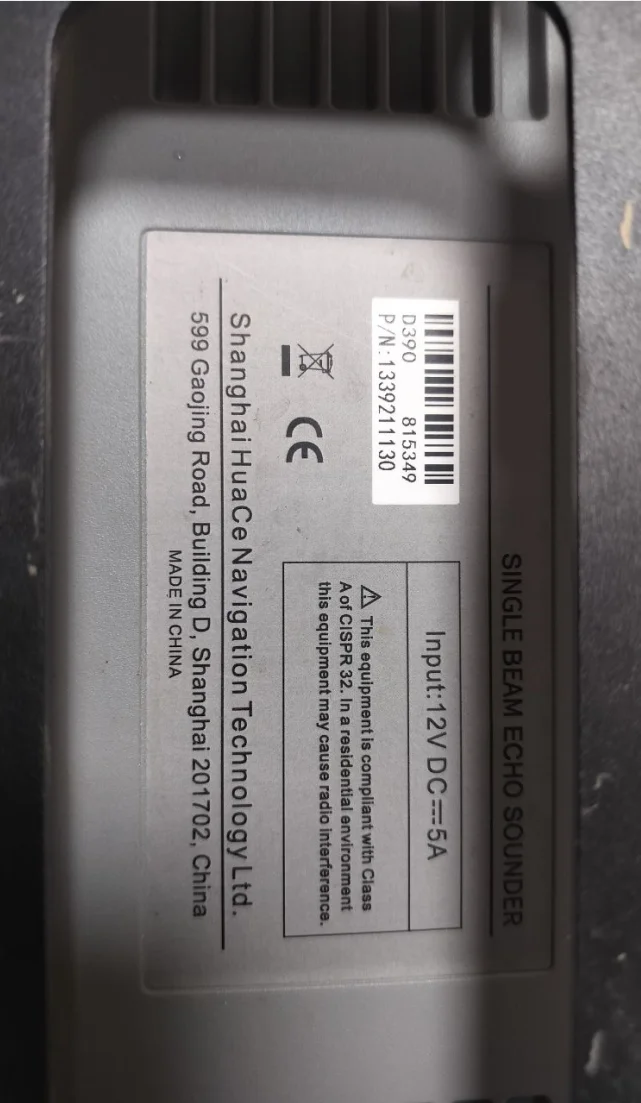 SINGLE BEAM ECHO SOUNDER
D390 815349
P/N:1339211130
Input:12V DC⎓5A
This equipment is compliant with Class
A of CISPR 32. In a residential environment
this equipment may cause radio interference.
CE
Shanghai HuaCe Navigation Technology Ltd.
599 Gaojing Road, Building D, Shanghai 201702, China
MADE IN CHINA